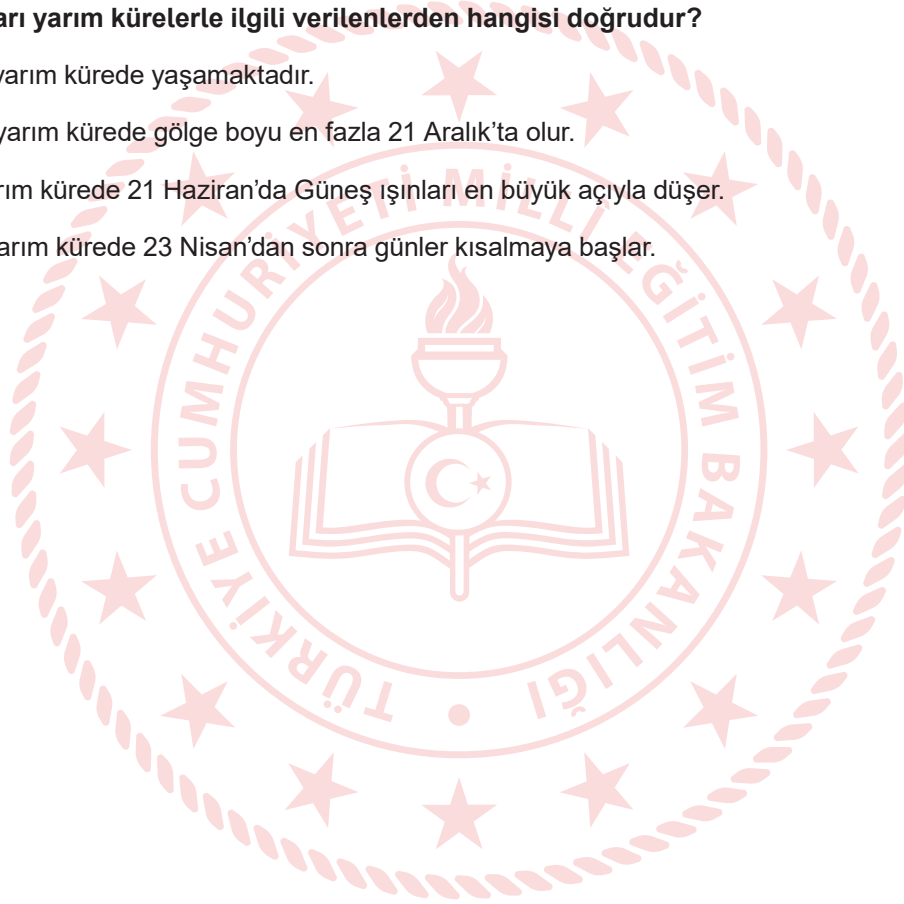 arı yarım kürelerle ilgili verilenlerden hangisi doğrudur?
yarım kürede yaşamaktadır.
yarım kürede gölge boyu en fazla 21 Aralık’ta olur.
rım kürede 21 Haziran’da Güneş ışınları en büyük açıyla düşer.
arım kürede 23 Nisan’dan sonra günler kısalmaya başlar.
TÜRKİYE CUMHURİYETİ MİLLÎ EĞİTİM BAKANLIĞI